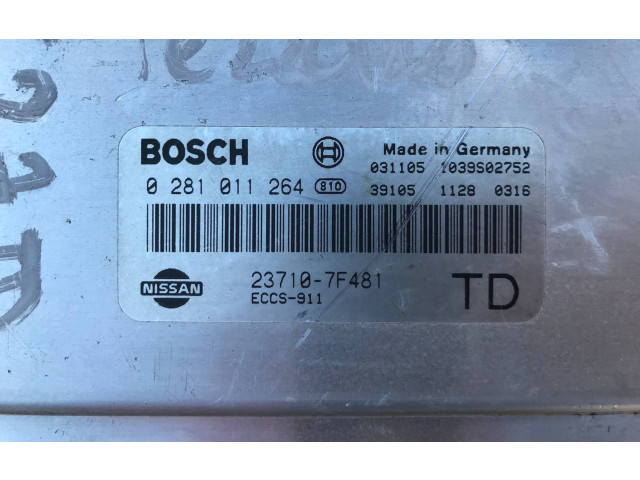 BOSCH
Made in Germany
031105 1039S02752
0 281 011 264 810
39105 1128 0316
NISSAN
23710-7F481
ECCS-911
TD